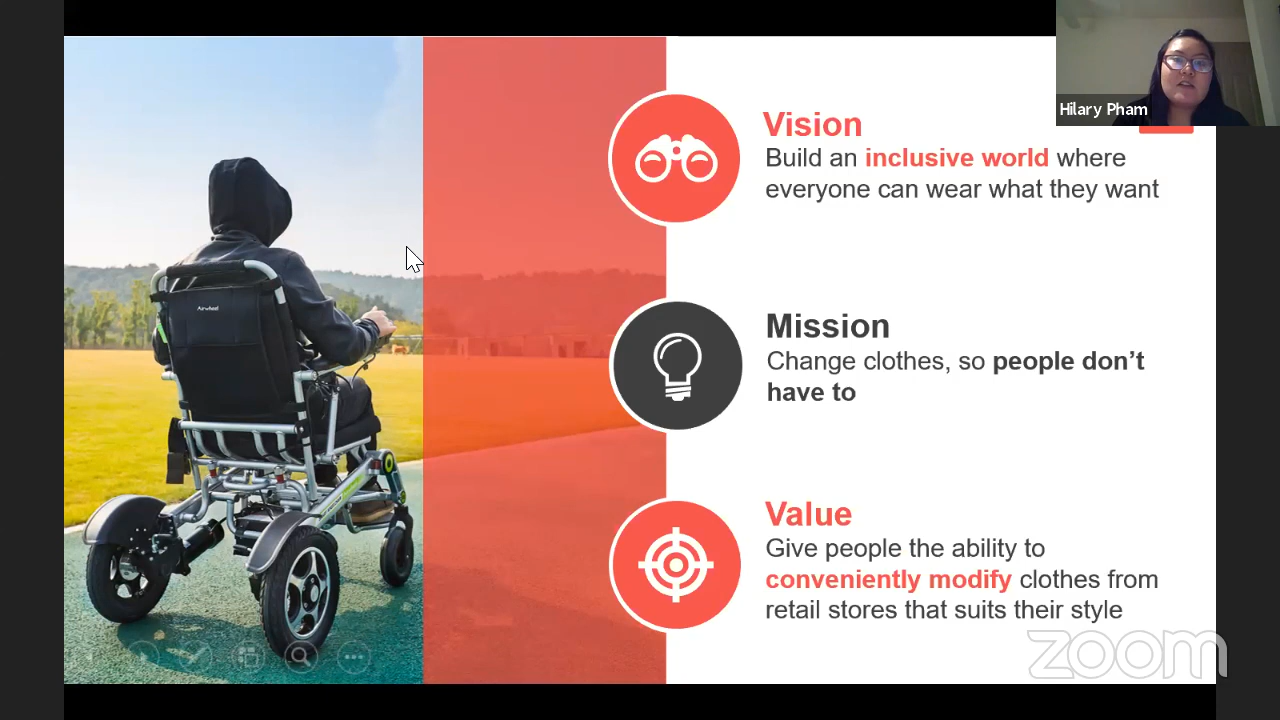 Hilary Pham
Vision
Build an inclusive world where
everyone can wear what they want
Airwheel
Mission
Change clothes, so people don’t
have to
Value
Give people the ability to
conveniently modify clothes from
retail stores that suits their style
zoom